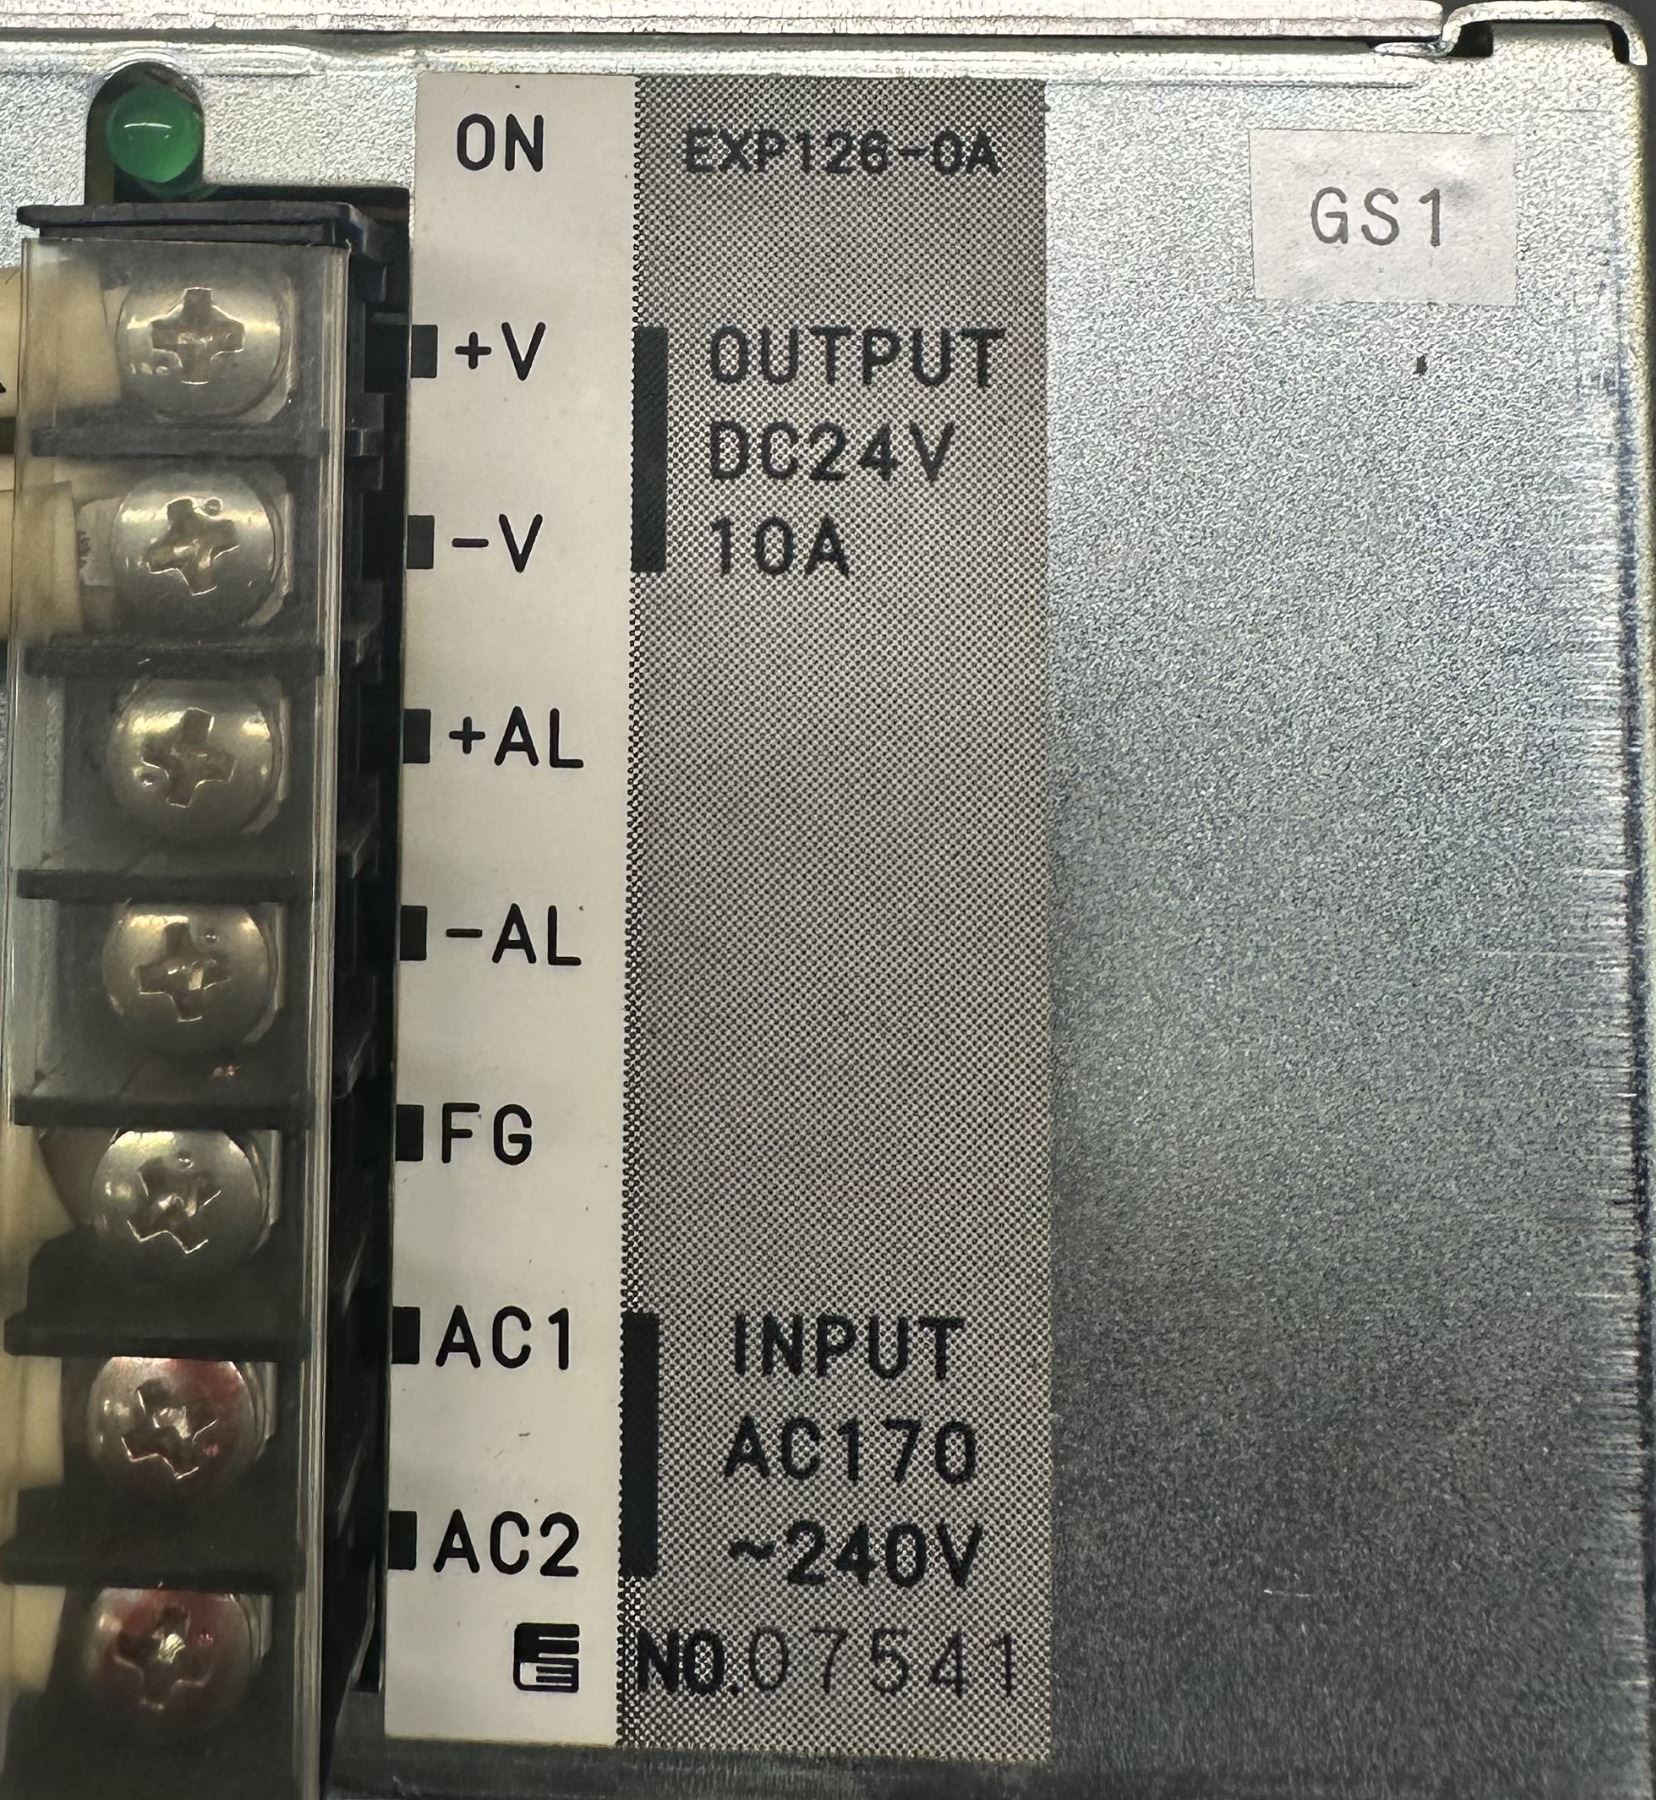 ON
EXP126-0A
GS1
+V
OUTPUT
DC24V
-V
10A
+AL
-AL
FG
AC1
INPUT
AC170
AC2
~240V
NO.07541